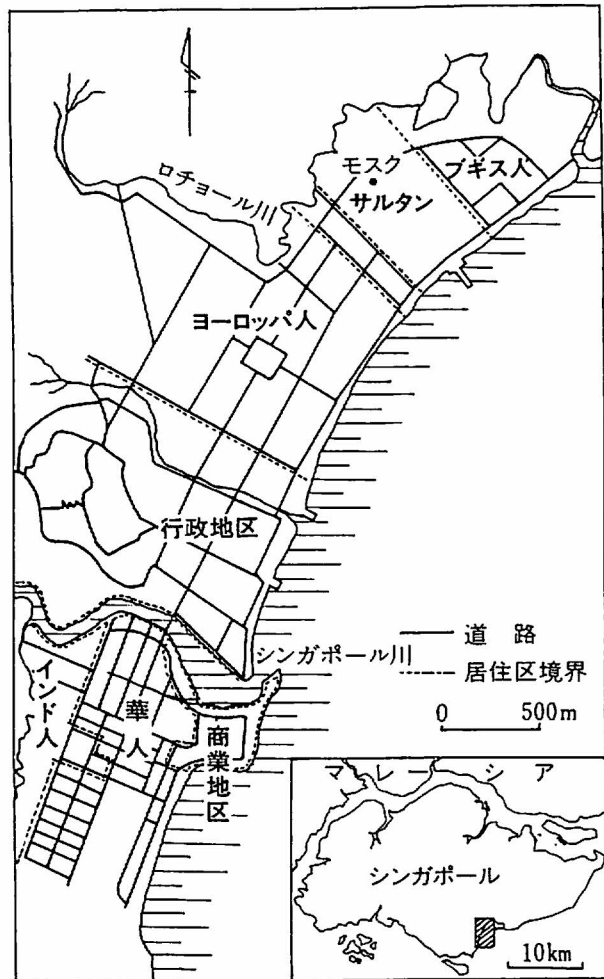 ロチョール川
モスク
サルタン
ブギス人
ヨーロッパ人
行政地区
シンガポール川
インド人
華人
商業地区
道路
居住区境界
0 500m
マレーシア
シンガポール
10km